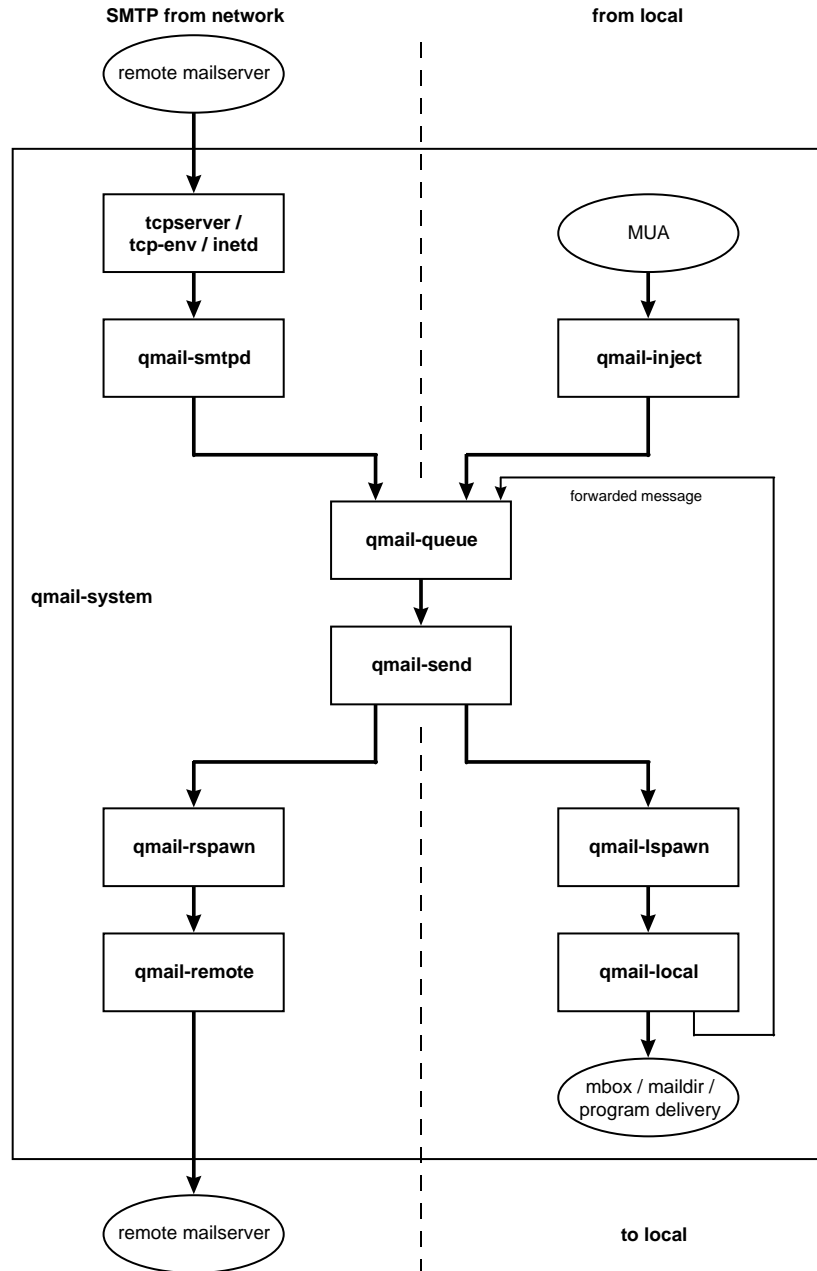 SMTP from network
from local
remote mailserver
tcpserver /
tcp-env / inetd
MUA
qmail-smtpd
qmail-inject
forwarded message
qmail-queue
qmail-system
qmail-send
qmail-rspawn
qmail-lspawn
qmail-remote
qmail-local
mbox / maildir /
program delivery
remote mailserver
to local